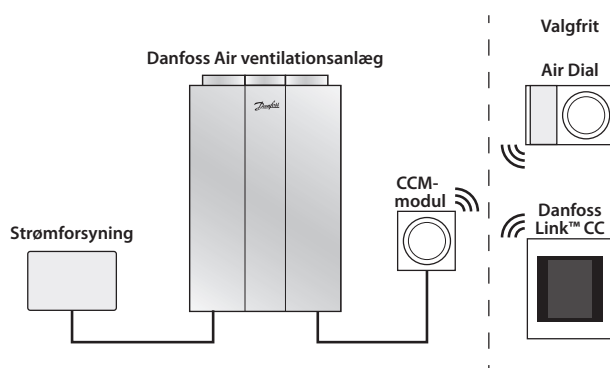 Valgfrit
Danfoss Air ventilationsanlæg
Air Dial
Danfoss
CCM-
modul
Strømforsyning
Danfoss
Link™ CC